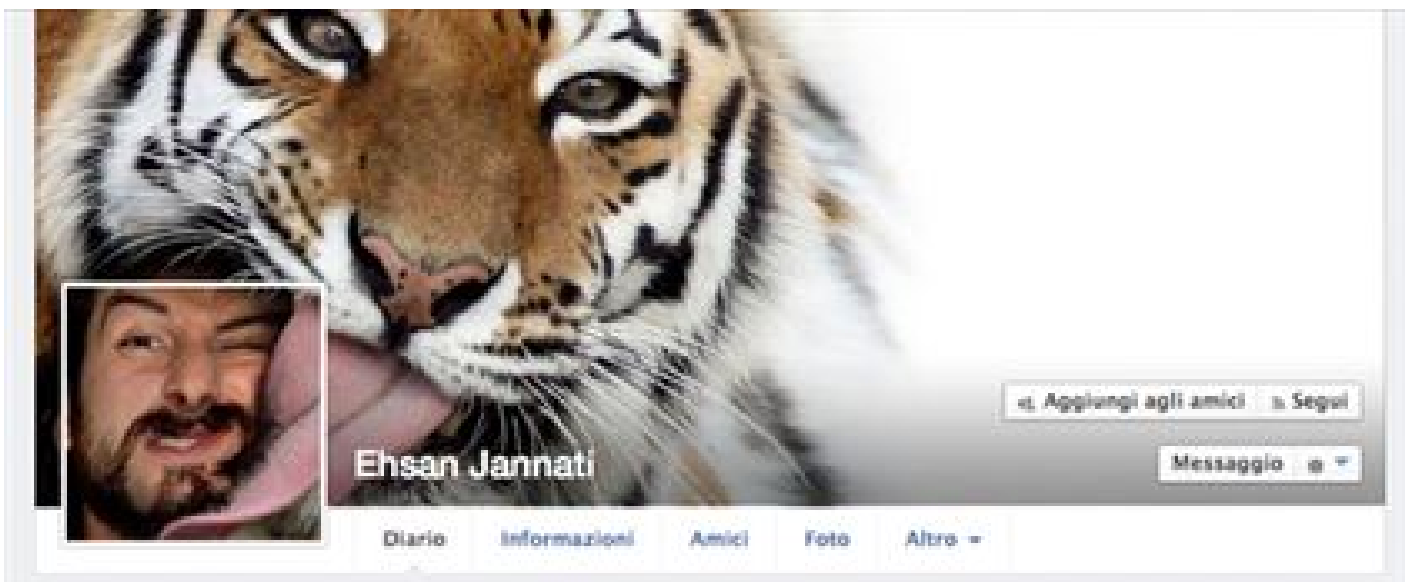 Aggiungi agli amici Segui
Ehsan Jannati
Messaggio
Diario Informazioni Amici Foto Altro